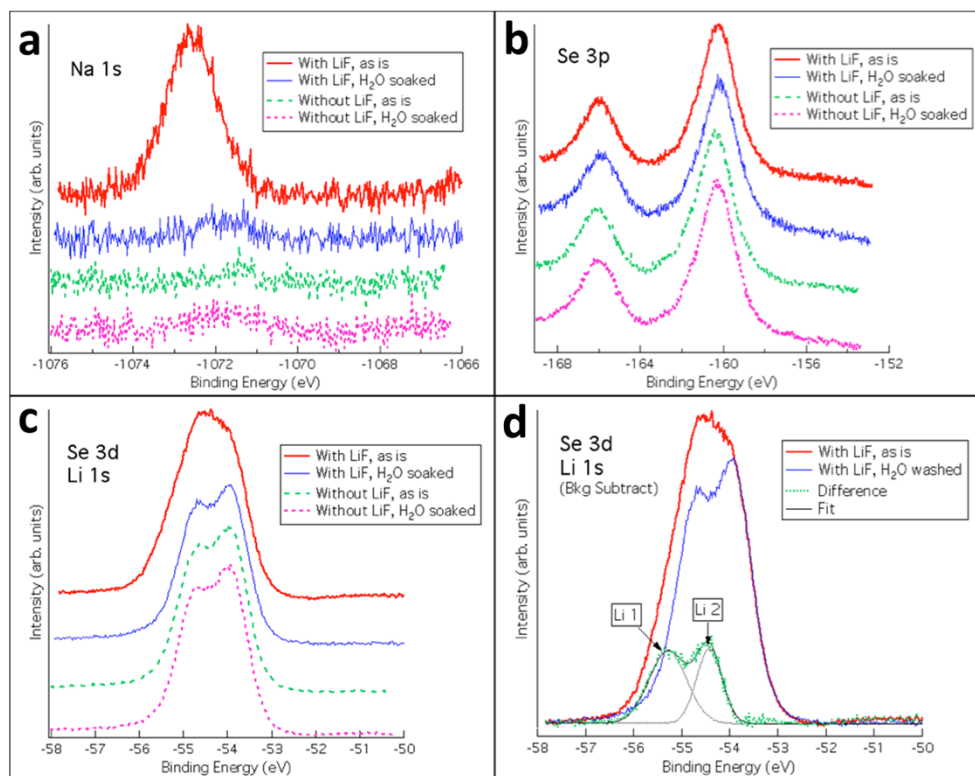 a
Na 1s
With LiF, as is
With LiF, H₂O soaked
Without LiF, as is
Without LiF, H₂O soaked
Intensity (arb. units)
-1076
-1074
-1072
-1070
-1068
-1066
Binding Energy (eV)
b
Se 3p
With LiF, as is
With LiF, H₂O soaked
Without LiF, as is
Without LiF, H₂O soaked
Intensity (arb. units)
-168
-164
-160
-156
-152
Binding Energy (eV)
c
Se 3d
Li 1s
With LiF, as is
With LiF, H₂O soaked
Without LiF, as is
Without LiF, H₂O soaked
Intensity (arb. units)
-58
-56
-55
-54
-53
-52
-51
-50
Binding Energy (eV)
d
Se 3d
Li 1s
(Bkg Subtract)
With LiF, as is
With LiF, H₂O washed
Difference
Fit
Li 1
Li 2
Intensity (arb. units)
-58
-57
-56
-55
-54
-53
-52
-51
-50
Binding Energy (eV)